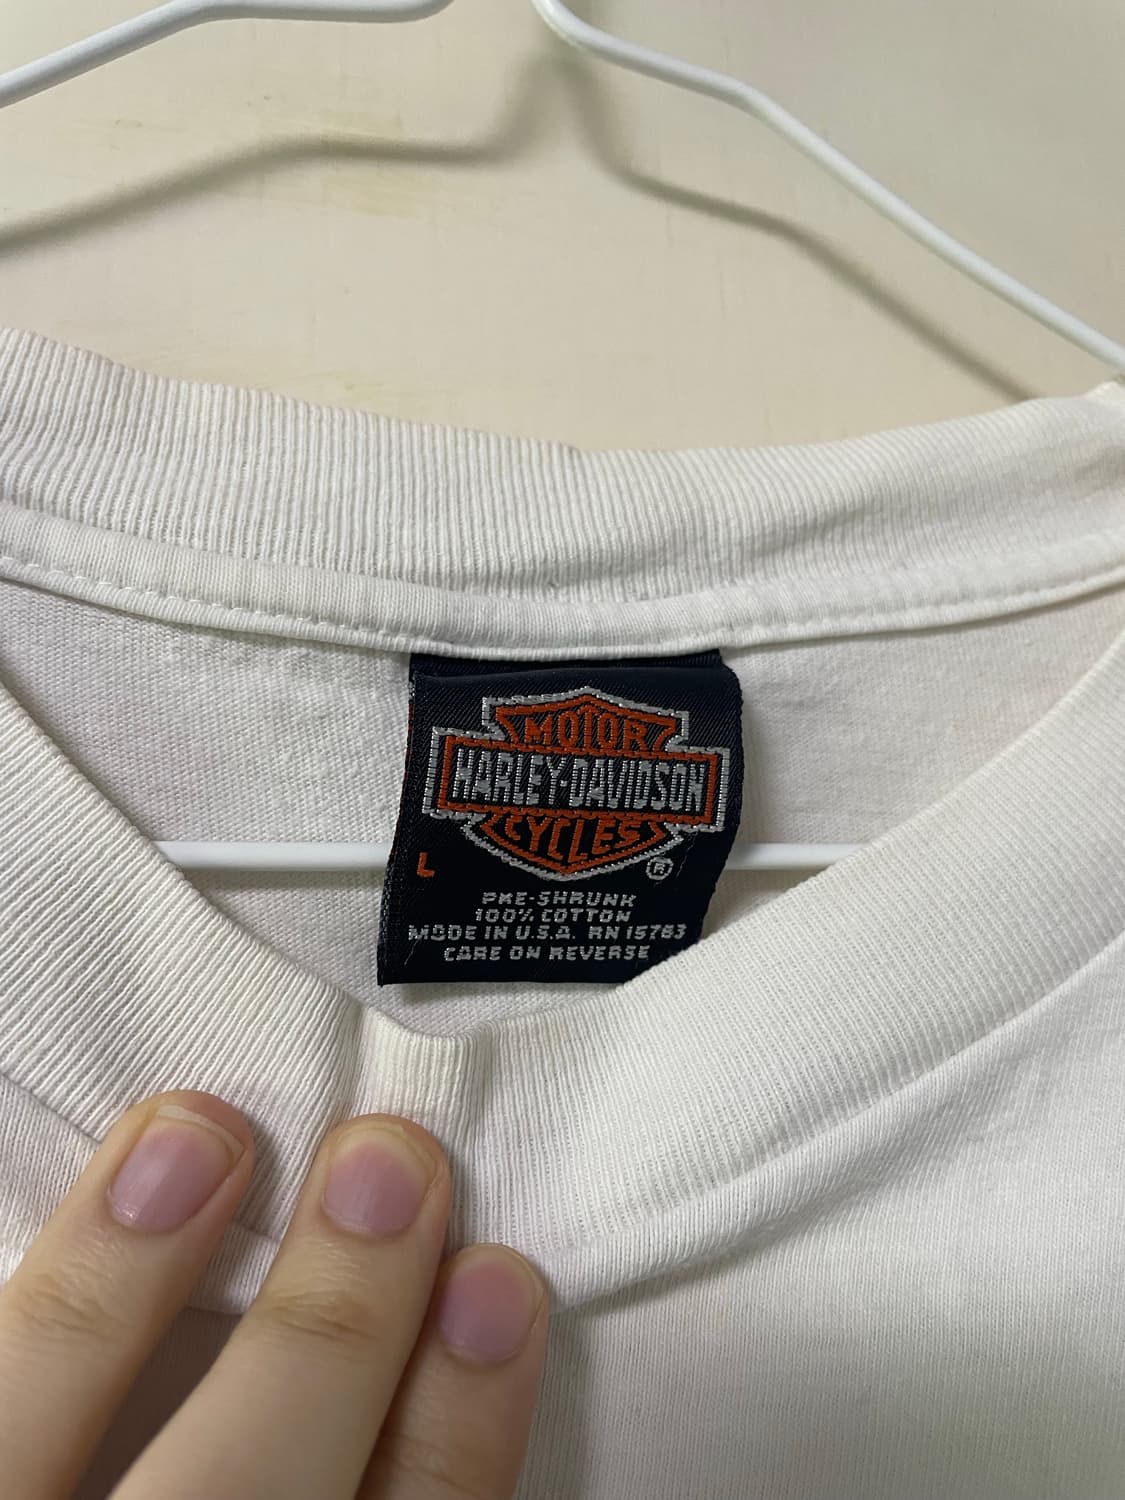 MOTOR
HARLEY-DAVIDSON
CYCLES
L ®
PRE-SHRUNK
100% COTTON
MADE IN U.S.A. RN 15763
CARE ON REVERSE